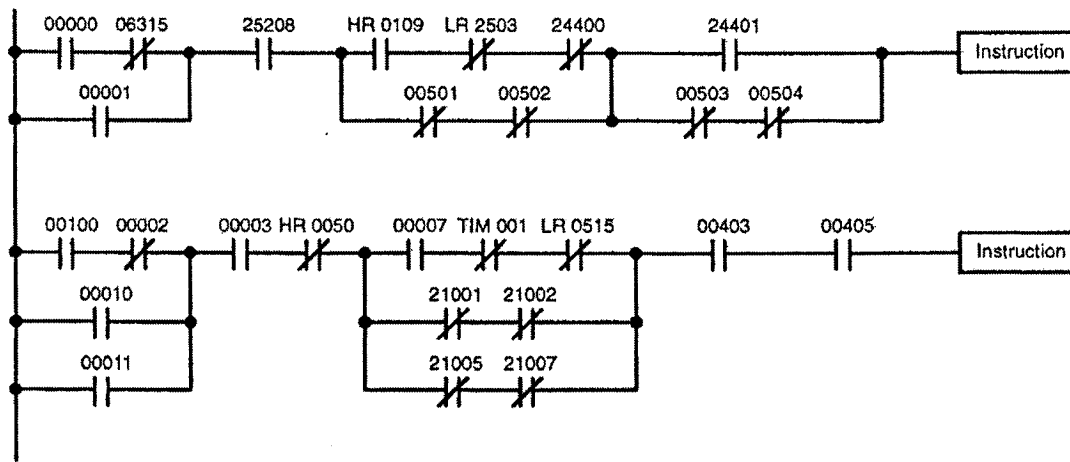 00000 06315 25208 HR 0109 LR 2503 24400 24401
Instruction
00001 00501 00502 00503 00504
00100 00002 00003 HR 0050 00007 TIM 001 LR 0515 00403 00405
Instruction
00010 21001 21002
00011 21005 21007